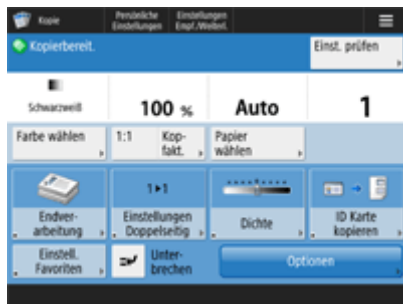 Kopie
Persönliche
Einstellungen
Einstellungen
Empf./Weiterl.
Kopierbereit.
Einst. prüfen
Schwarzweiß
100 %
Auto
1
Farbe wählen
1:1
Kop-
fakt.
Papier
wählen
1▸1
Endver-
arbeitung
Einstellungen
Doppelseitig
Dichte
ID Karte
kopieren
Einstell.
Favoriten
Unter-
brechen
Optionen